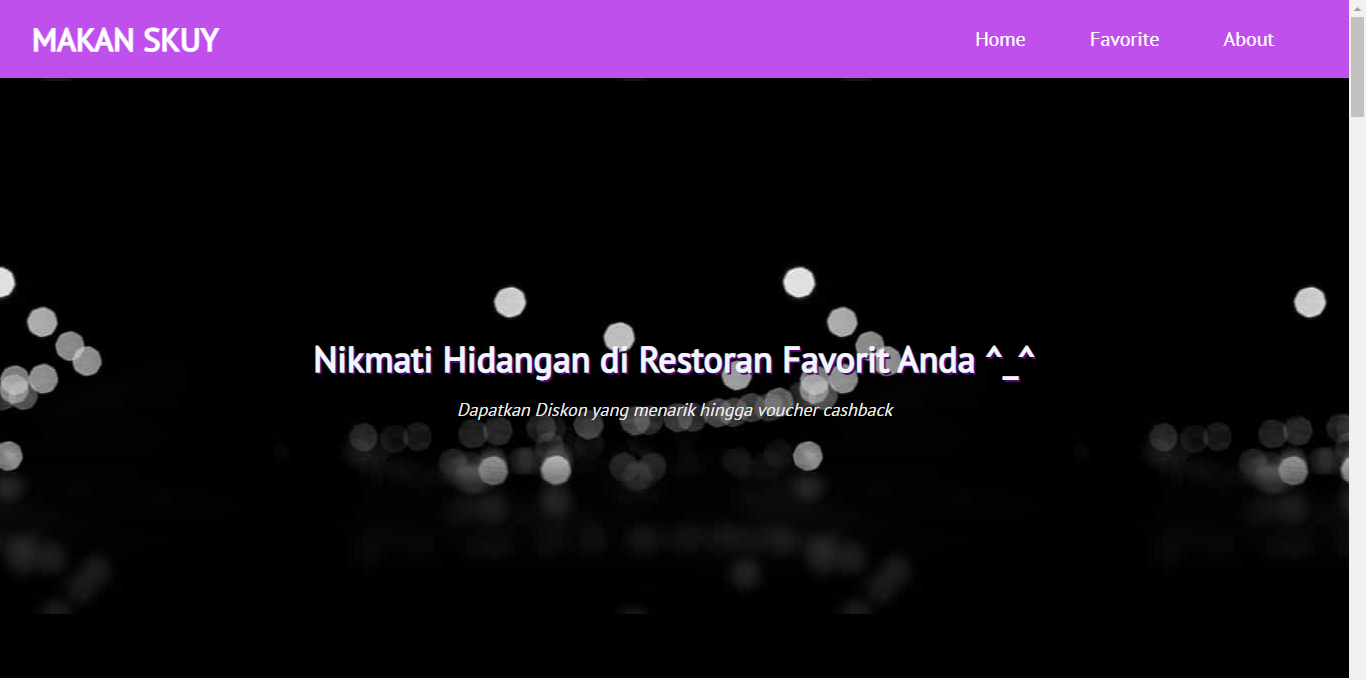 MAKAN SKUY
Home Favorite About
Nikmati Hidangan di Restoran Favorit Anda ^_^
Dapatkan Diskon yang menarik hingga voucher cashback